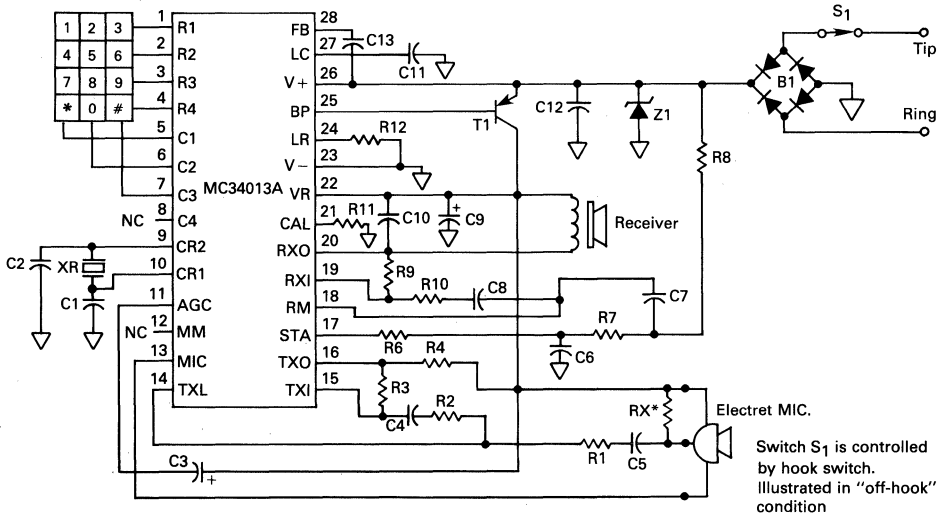 1 2 3
4 5 6
7 8 9
* 0 #
MC34013A
1 R1
2 R2
3 R3
4 R4
5 C1
6 C2
7 C3
NC 8 C4
9 CR2
10 CR1
11 AGC
NC 12 MM
13 MIC
14 TXL
28 FB
27 LC
26 V+
25 BP
24 LR
23 V−
22 VR
21 CAL
20 RXO
19 RXI
18 RM
17 STA
16 TXO
15 TXI
C2
XR
C1
C3
+
C13
C11
T1
C12
Z1
R12
R11
C10
+
C9
Receiver
R8
B1
S1
Tip
Ring
R9
R10
C8
C7
R6
C6
R7
R4
R3
C4
R2
RX*
R1
C5
Electret MIC.
Switch S1 is controlled
by hook switch.
Illustrated in "off-hook"
condition